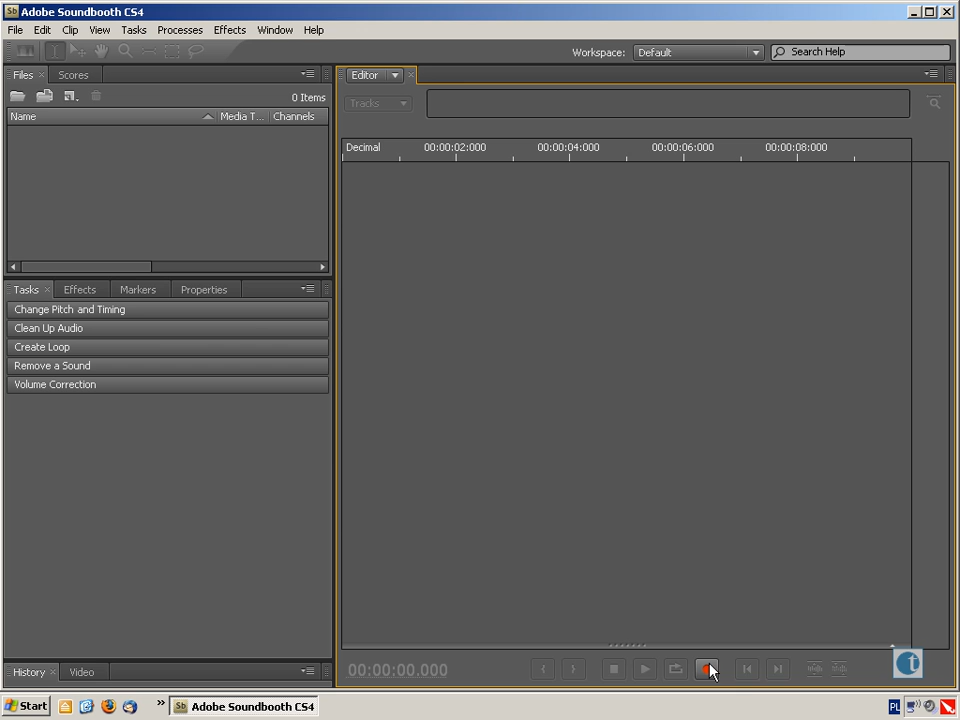 Adobe Soundbooth CS4
File Edit Clip View Tasks Processes Effects Window Help
Workspace: Default Search Help
Files Scores
Editor
0 Items
Tracks
Name Media T... Channels
Decimal 00:00:02:000 00:00:04:000 00:00:06:000 00:00:08:000
Tasks Effects Markers Properties
Change Pitch and Timing
Clean Up Audio
Create Loop
Remove a Sound
Volume Correction
History Video
00:00:00.000
t
Start Adobe Soundbooth CS4 PL